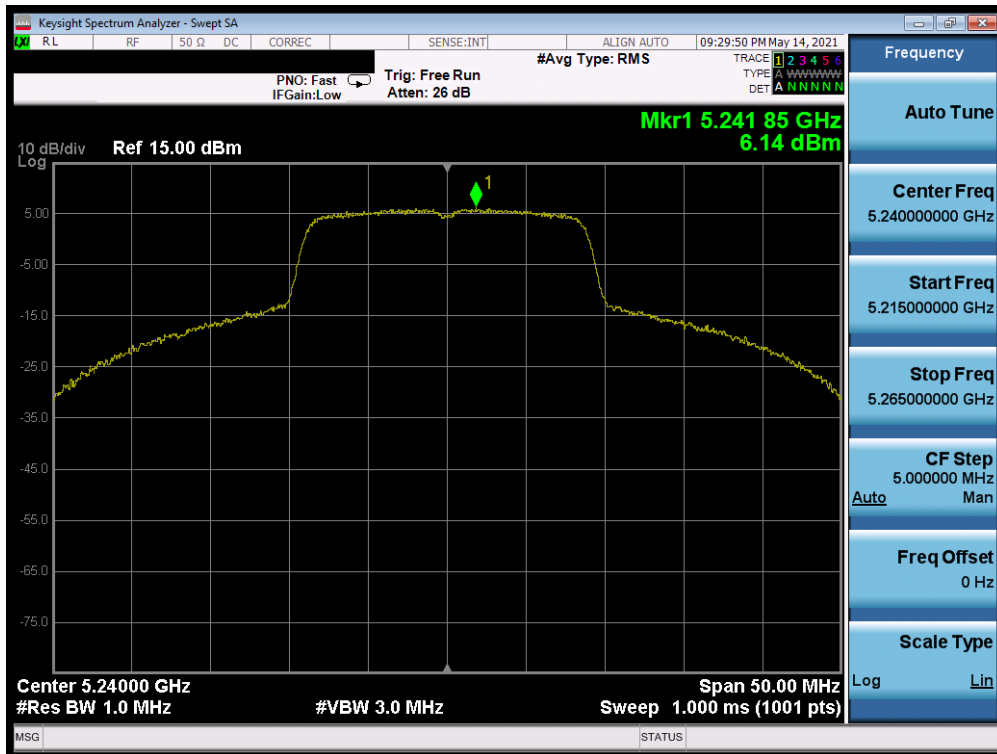 Keysight Spectrum Analyzer - Swept SA
LXI RL RF 50 Ω DC CORREC SENSE:INT ALIGN AUTO 09:29:50 PM May 14, 2021
PNO: Fast
IFGain:Low
Trig: Free Run
Atten: 26 dB
#Avg Type: RMS
TRACE 1 2 3 4 5 6
TYPE A WWWWW
DET A N N N N N
Mkr1 5.241 85 GHz
6.14 dBm
10 dB/div
Log
Ref 15.00 dBm
1
5.00
-5.00
-15.0
-25.0
-35.0
-45.0
-55.0
-65.0
-75.0
Center 5.24000 GHz
Span 50.00 MHz
#Res BW 1.0 MHz
#VBW 3.0 MHz
Sweep 1.000 ms (1001 pts)
MSG
STATUS
Frequency
Auto Tune
Center Freq
5.240000000 GHz
Start Freq
5.215000000 GHz
Stop Freq
5.265000000 GHz
CF Step
5.000000 MHz
Auto Man
Freq Offset
0 Hz
Scale Type
Log Lin